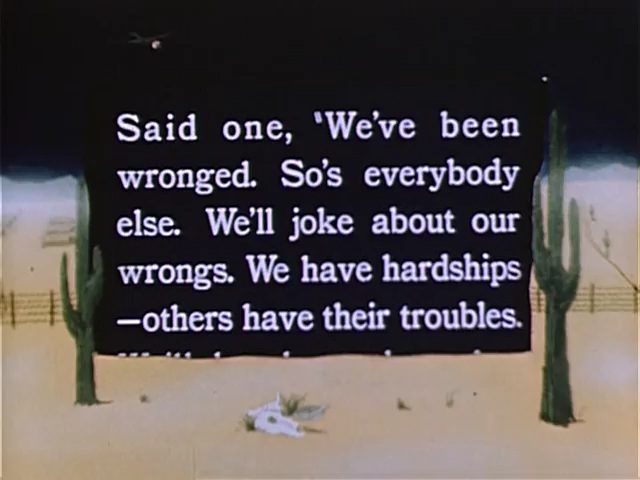 Said one, 'We've been
wronged. So's everybody
else. We'll joke about our
wrongs. We have hardships
—others have their troubles.